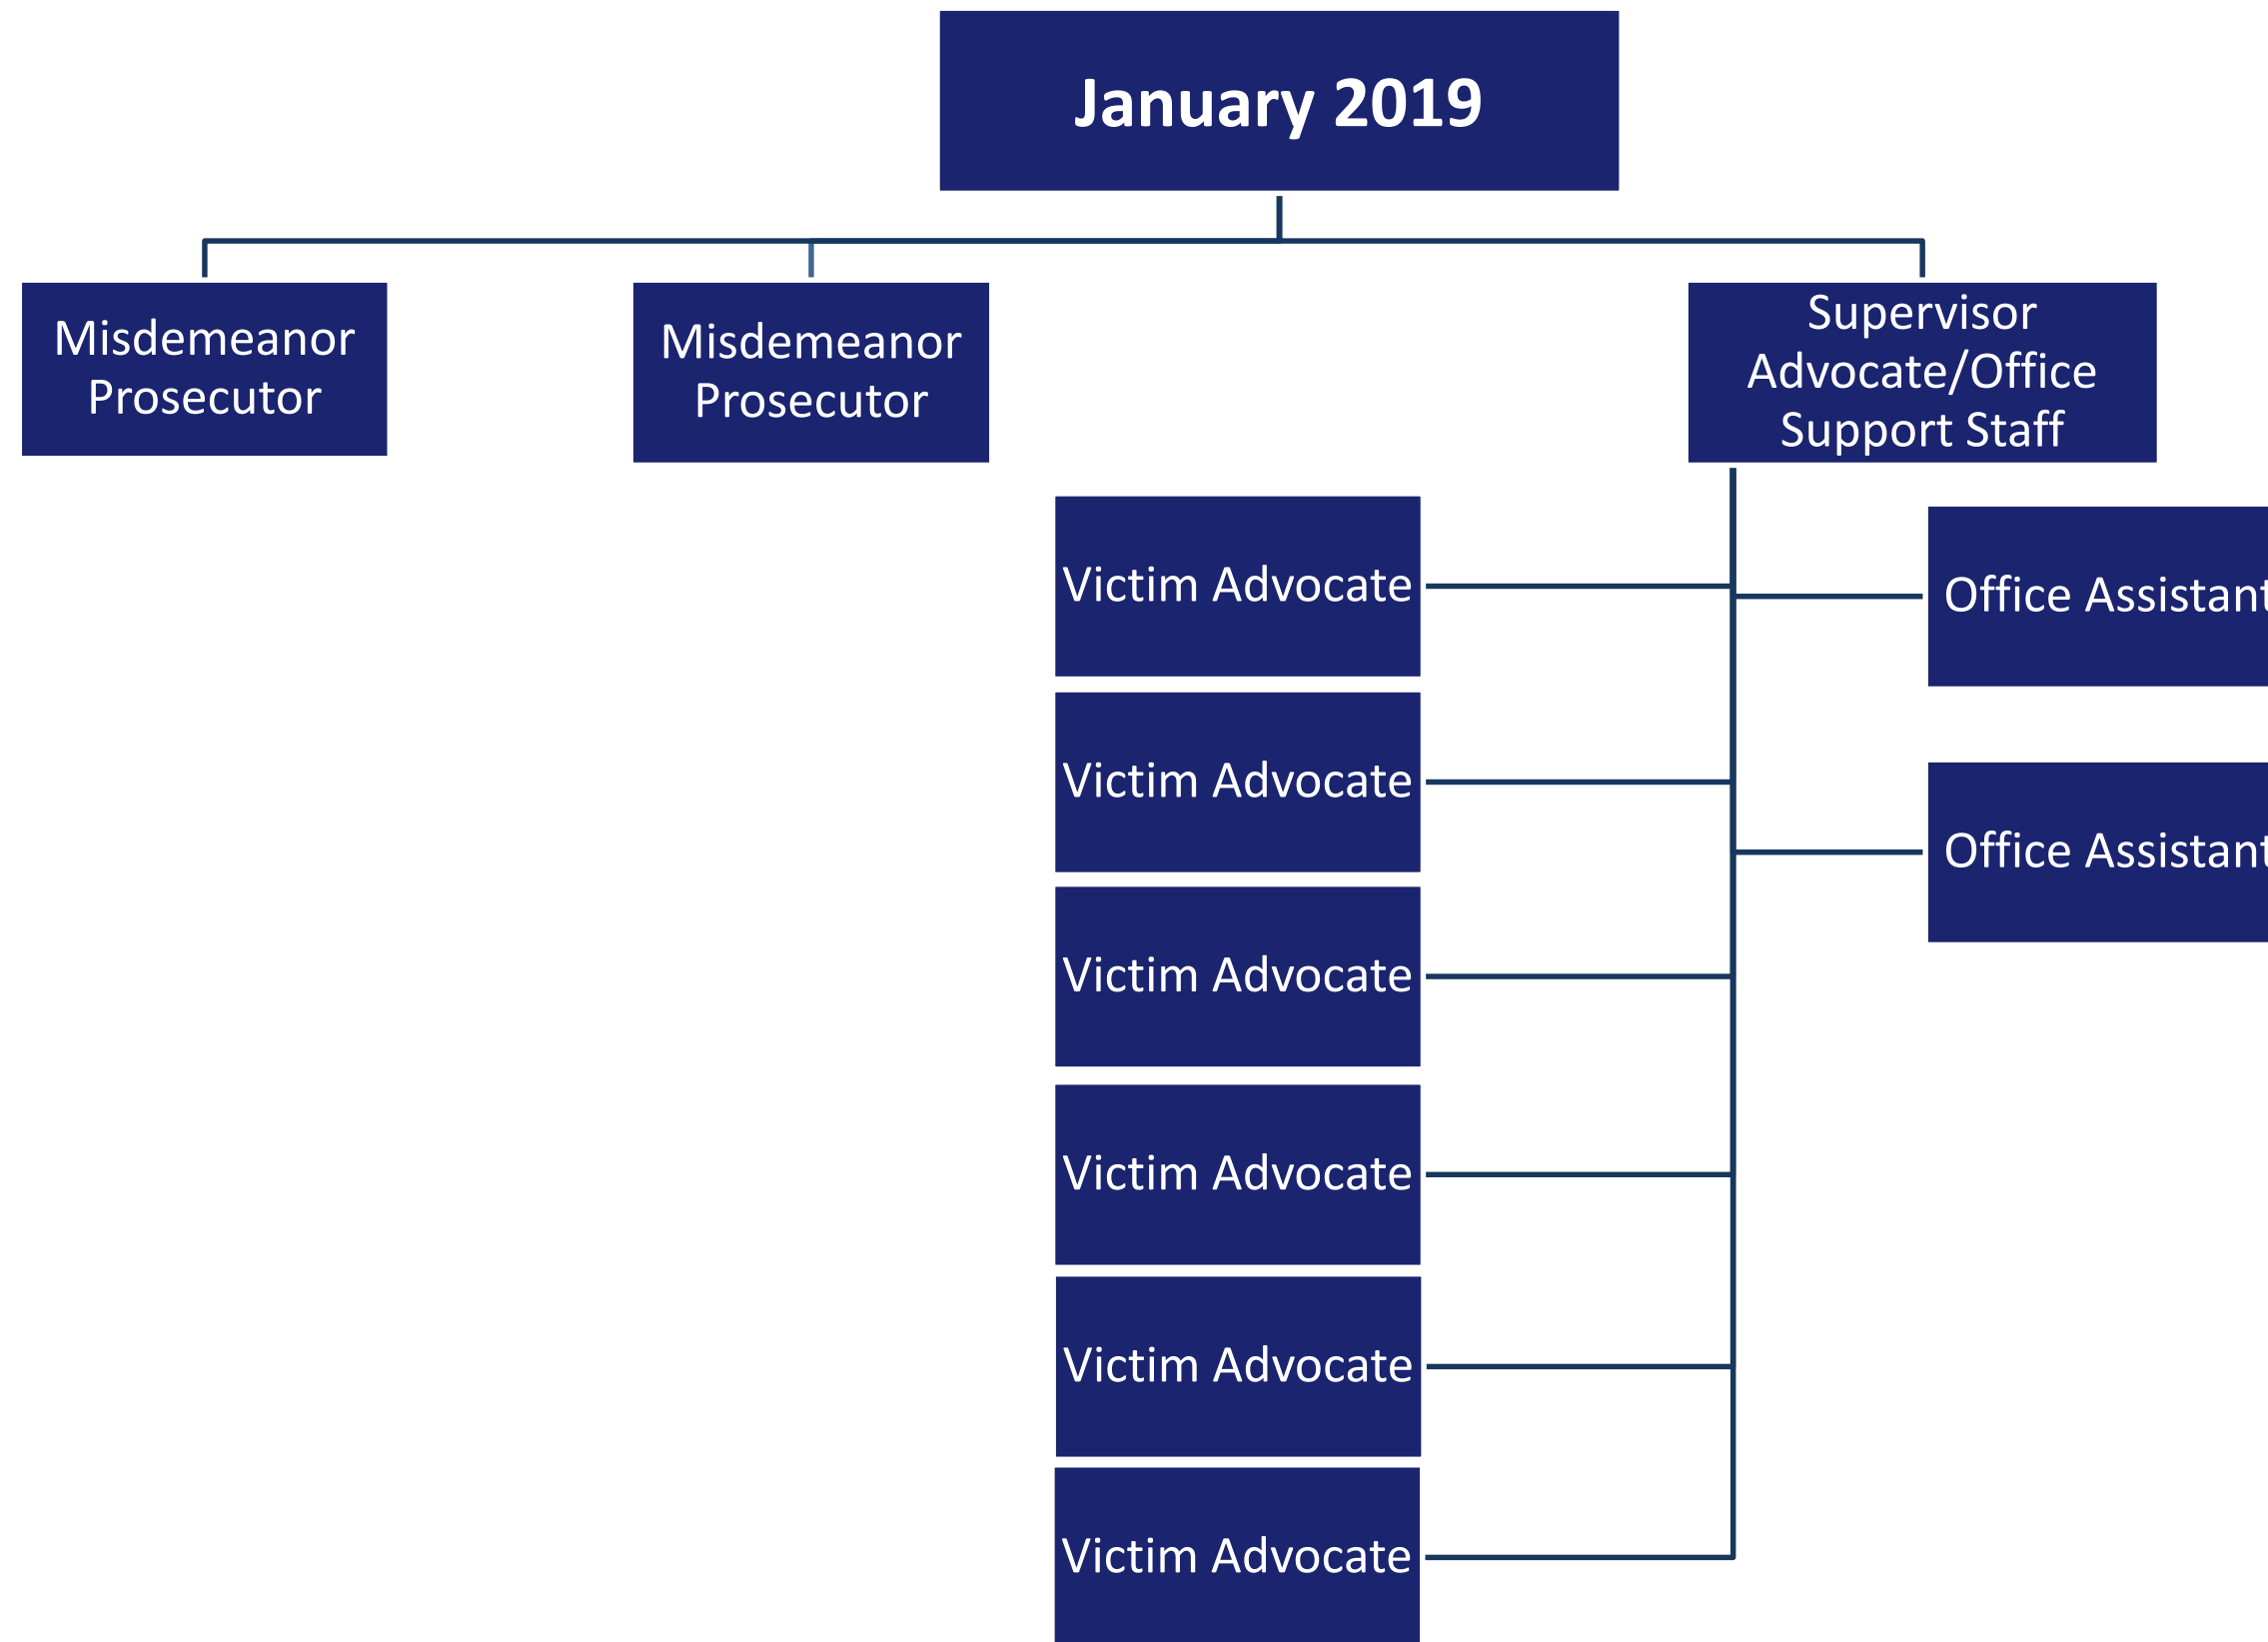 January 2019
Misdemeanor
Prosecutor
Misdemeanor
Prosecutor
Supervisor
Advocate/Office
Support Staff
Victim Advocate
Office Assistant
Victim Advocate
Office Assistant
Victim Advocate
Victim Advocate
Victim Advocate
Victim Advocate